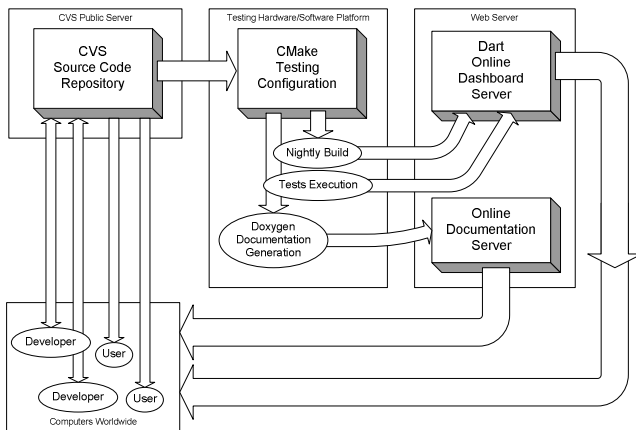 CVS Public Server
Testing Hardware/Software Platform
Web Server
CVS
Source Code
Repository
CMake
Testing
Configuration
Dart
Online
Dashboard
Server
Nightly Build
Tests Execution
Doxygen
Documentation
Generation
Online
Documentation
Server
Developer
User
Developer
User
Computers Worldwide